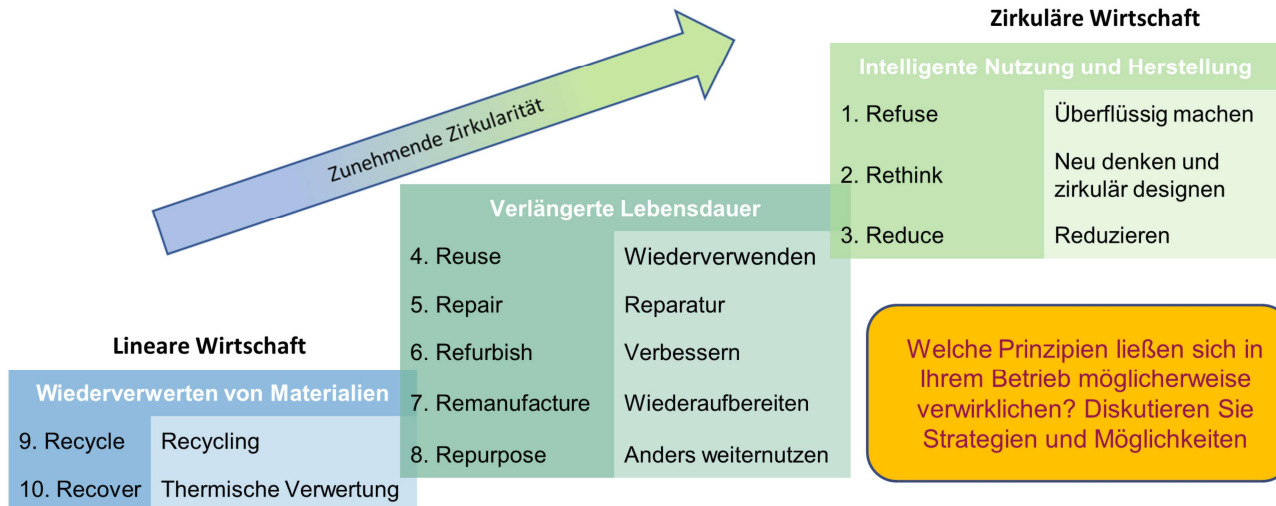 Zirkuläre Wirtschaft
Intelligente Nutzung und Herstellung
1. Refuse Überflüssig machen
2. Rethink Neu denken und
zirkulär designen
3. Reduce Reduzieren
Zunehmende Zirkularität
Verlängerte Lebensdauer
4. Reuse Wiederverwenden
5. Repair Reparatur
6. Refurbish Verbessern
7. Remanufacture Wiederaufbereiten
8. Repurpose Anders weiternutzen
Lineare Wirtschaft
Wiederverwerten von Materialien
9. Recycle Recycling
10. Recover Thermische Verwertung
Welche Prinzipien ließen sich in
Ihrem Betrieb möglicherweise
verwirklichen? Diskutieren Sie
Strategien und Möglichkeiten